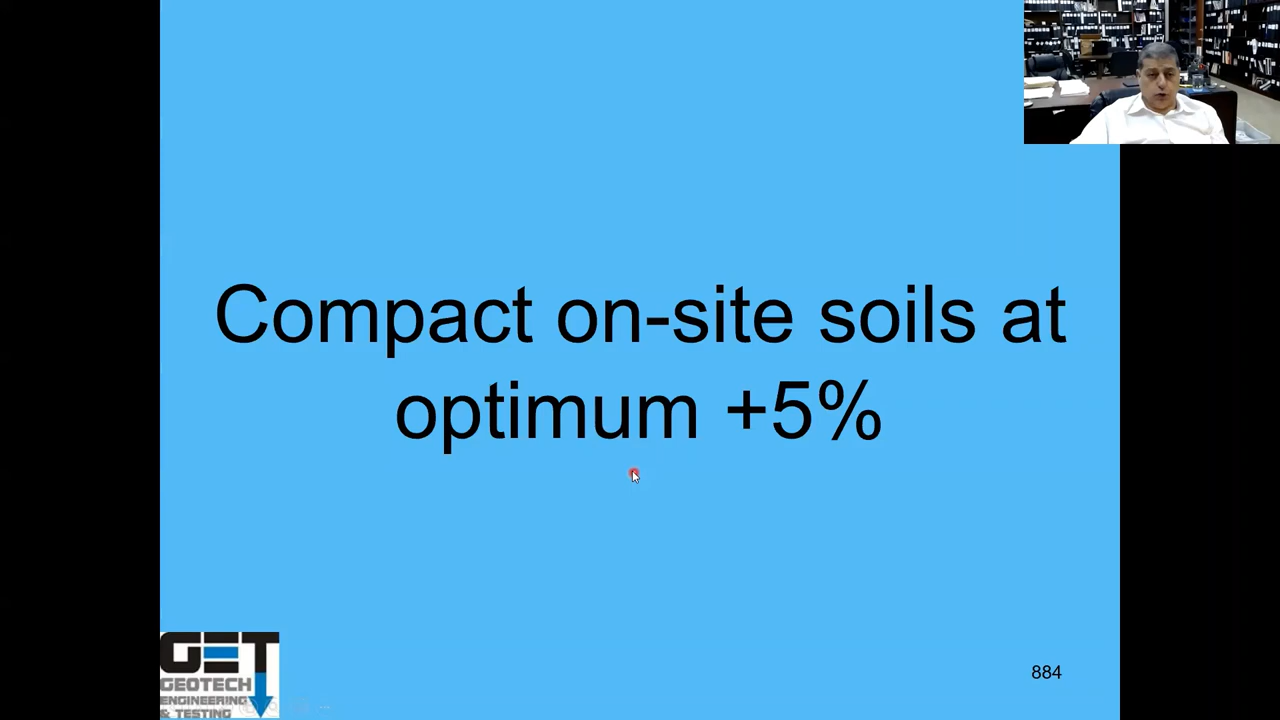 Compact on-site soils at
optimum +5%
GET
GEOTECH
ENGINEERING
& TESTING
884